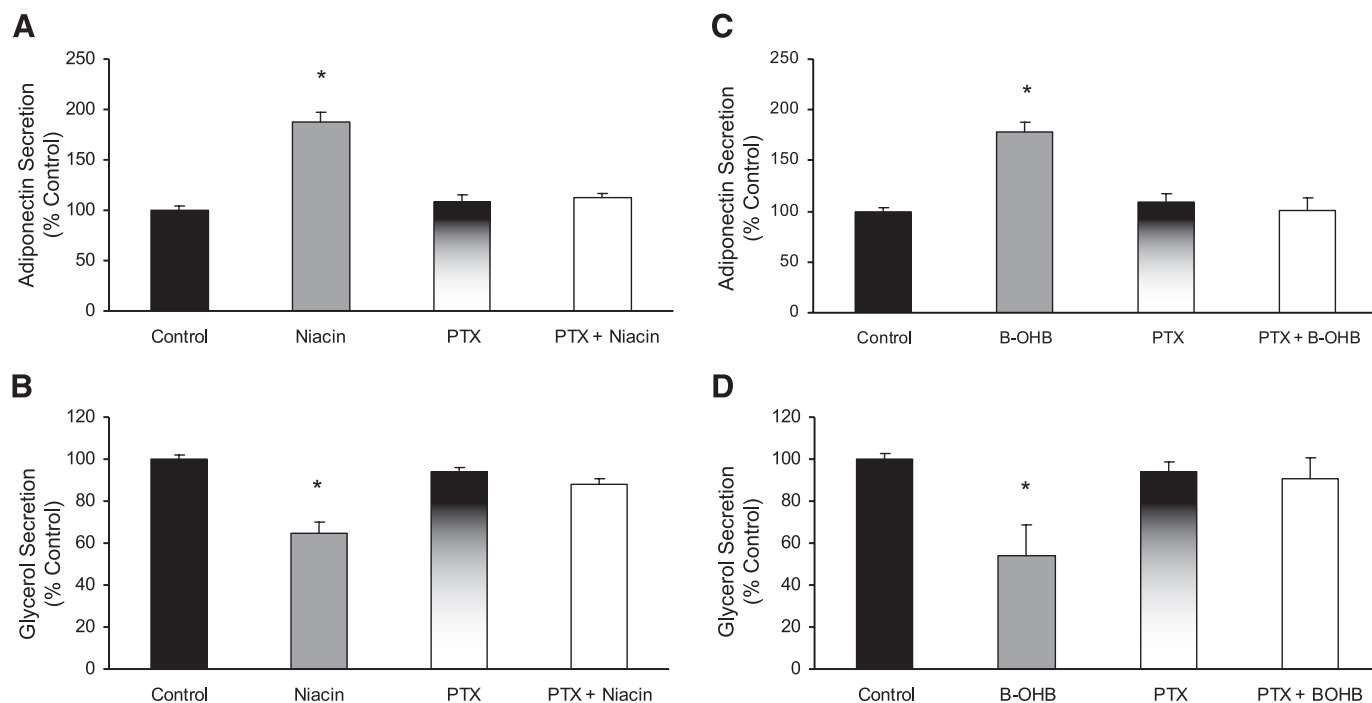 A
Adiponectin Secretion
(% Control)
250
200
150
100
50
0
*
Control Niacin PTX PTX + Niacin
B
Glycerol Secretion
(% Control)
120
100
80
60
40
20
0
*
Control Niacin PTX PTX + Niacin
C
Adiponectin Secretion
(% Control)
250
200
150
100
50
0
*
Control B-OHB PTX PTX + B-OHB
D
Glycerol Secretion
(% Control)
120
100
80
60
40
20
0
*
Control B-OHB PTX PTX + BOHB